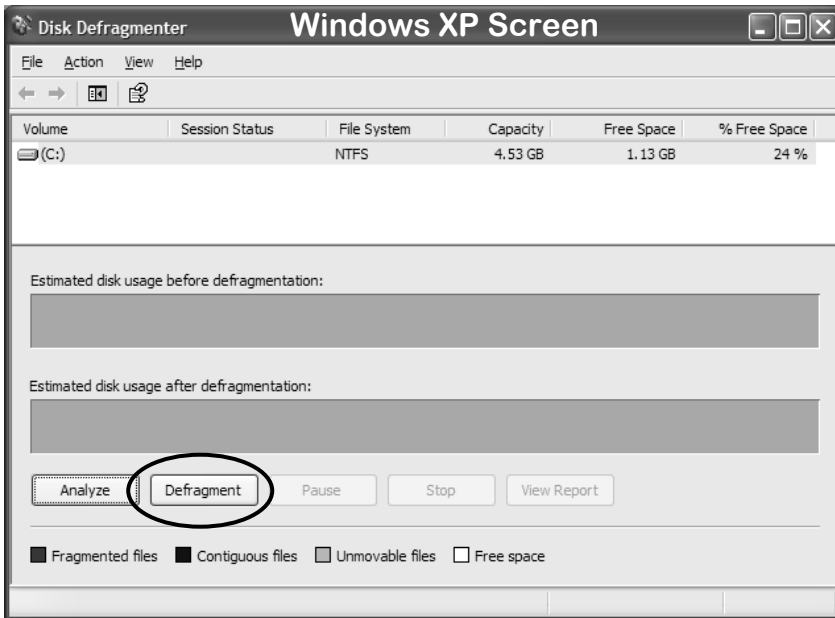 Disk Defragmenter Windows XP Screen
File Action View Help
Volume Session Status File System Capacity Free Space % Free Space
(C:) NTFS 4.53 GB 1.13 GB 24 %
Estimated disk usage before defragmentation:
Estimated disk usage after defragmentation:
Analyze Defragment Pause Stop View Report
Fragmented files Contiguous files Unmovable files Free space